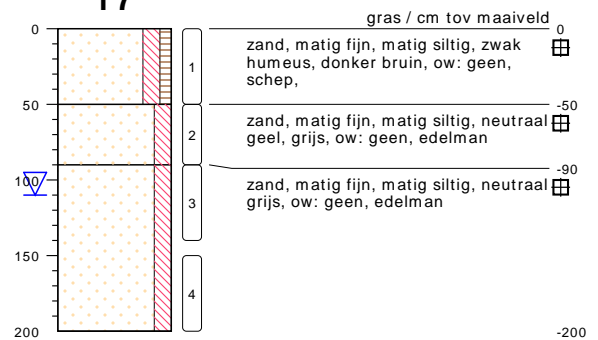 17
gras / cm tov maaiveld
0
0
zand, matig fijn, matig siltig, zwak
humeus, donker bruin, ow: geen,
schep,
1
50
-50
zand, matig fijn, matig siltig, neutraal
geel, grijs, ow: geen, edelman
2
-90
100
zand, matig fijn, matig siltig, neutraal
grijs, ow: geen, edelman
3
150
4
200
-200